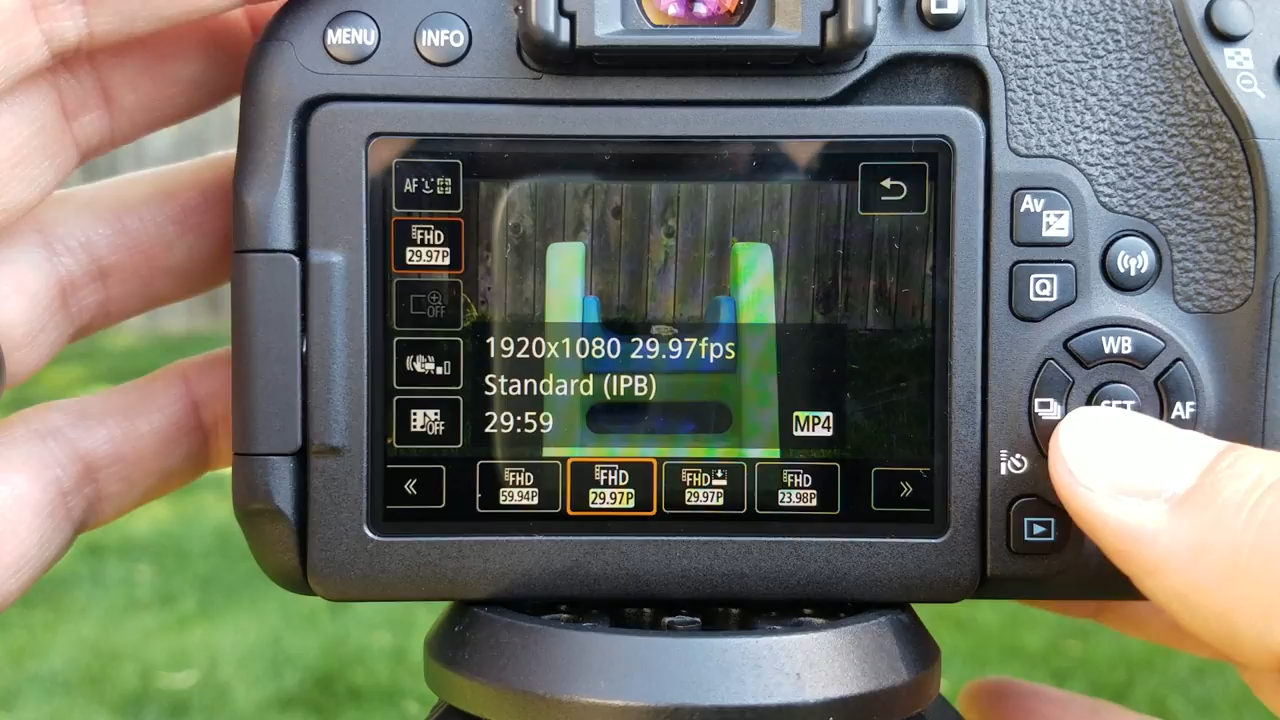 MENU
INFO
AF
FHD
29.97P
OFF
OFF
1920x1080 29.97fps
Standard (IPB)
29:59
MP4
FHD
59.94P
FHD
29.97P
FHD
29.97P
FHD
23.98P
Av
Q
WB
SET
AF